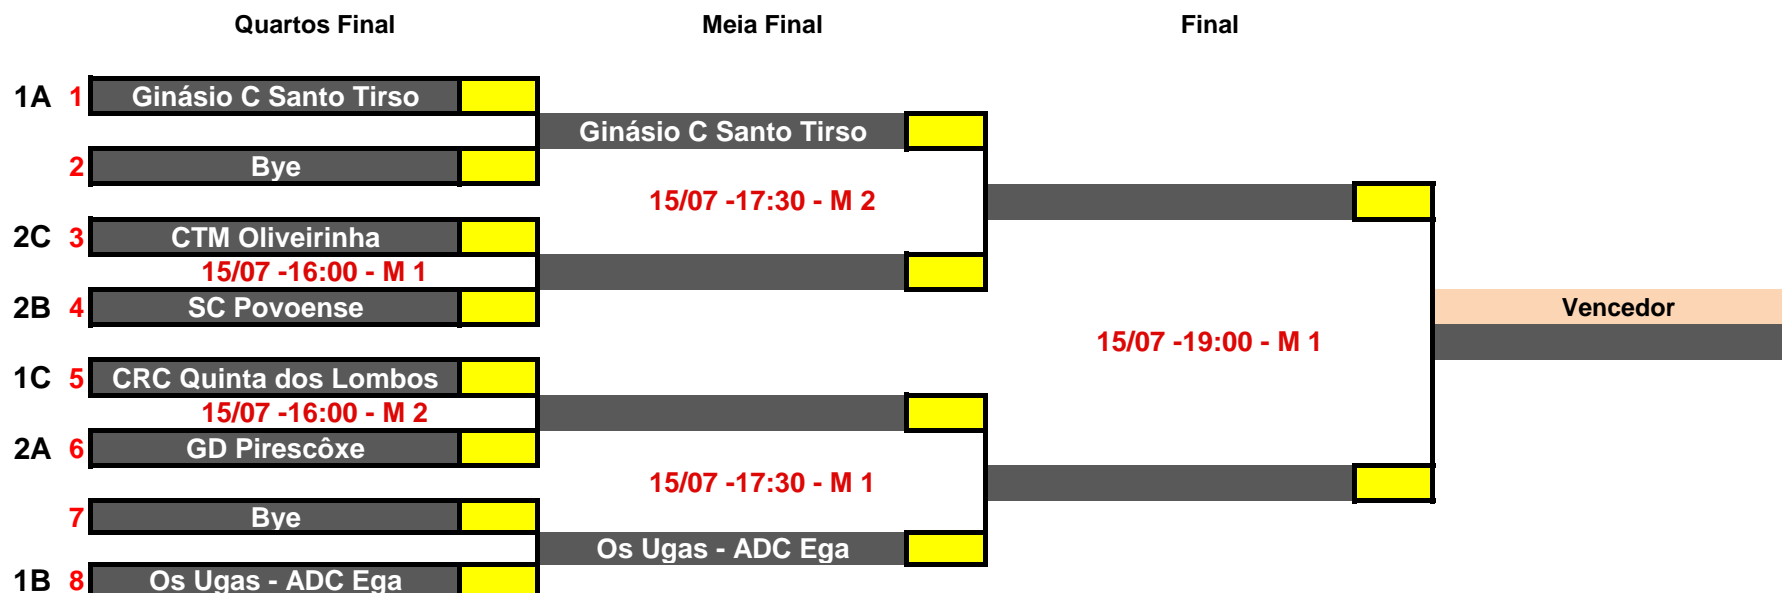 Quartos Final Meia Final Final
1A 1 Ginásio C Santo Tirso
Ginásio C Santo Tirso
2 Bye
15/07 -17:30 - M 2
2C 3 CTM Oliveirinha
15/07 -16:00 - M 1
2B 4 SC Povoense
Vencedor
15/07 -19:00 - M 1
1C 5 CRC Quinta dos Lombos
15/07 -16:00 - M 2
2A 6 GD Pirescôxe
15/07 -17:30 - M 1
7 Bye
Os Ugas - ADC Ega
1B 8 Os Ugas - ADC Ega